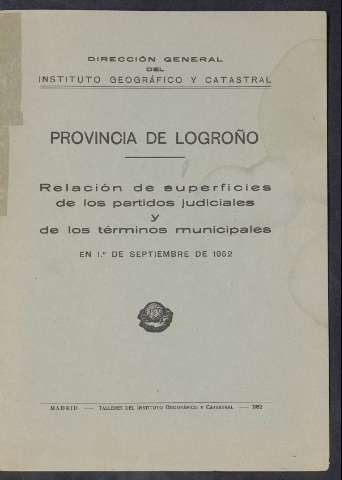 DIRECCIÓN GENERAL
DEL
INSTITUTO GEOGRÁFICO Y CATASTRAL
PROVINCIA DE LOGROÑO
Relación de superficies
de los partidos judiciales
y
de los términos municipales
EN 1.º DE SEPTIEMBRE DE 1952
MADRID — TALLERES DEL INSTITUTO GEOGRÁFICO Y CATASTRAL — 1952